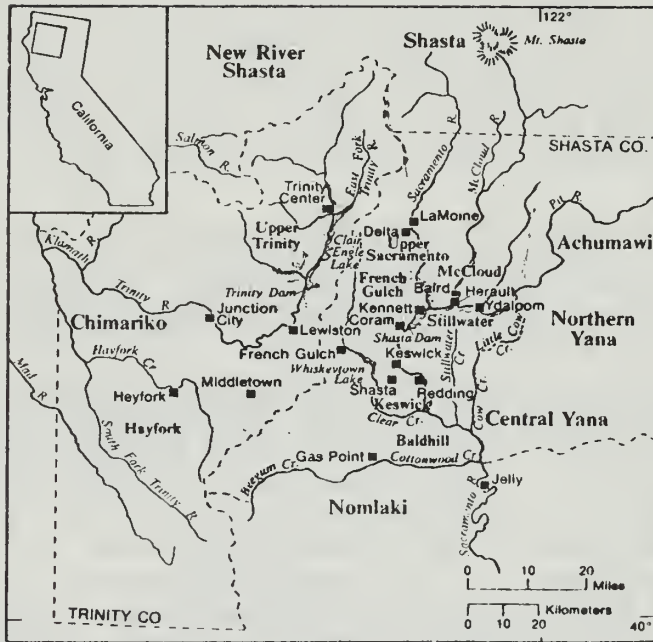 122°
Shasta
Mt. Shasta
New River
Shasta
California
Salmon
R.
SHASTA CO.
East Fork
Trinity R.
Sacramento R.
McCloud R.
Pit R.
Trinity
Center
LaMoine
Delta
Upper
Trinity
Upper
Sacramento
Achumawi
Clair
Engle
Lake
Klamath
R.
French
Gulch
McCloud
Baird
Herault
Trinity Dam
Kennett
Ydalpom
Trinity
R.
Junction
City
Coram
Stillwater
Northern
Yana
Chimariko
Lewiston
Shasta Dam
Little Cow
Cr.
French Gulch
Keswick
Stillwater
Cr.
Hayfork Cr.
Whiskeytown
Lake
Mad R.
Middletown
Shasta
Redding
Heyfork
Keswick
Cow Cr.
Hayfork
Clear Cr.
Central Yana
Baldhill
Gas Point
Cottonwood Cr.
South Fork Trinity R.
Beegum Cr.
Jelly
Nomlaki
Sacramento R.
0 10 20
Miles
0 10 20
Kilometers
TRINITY CO
40°